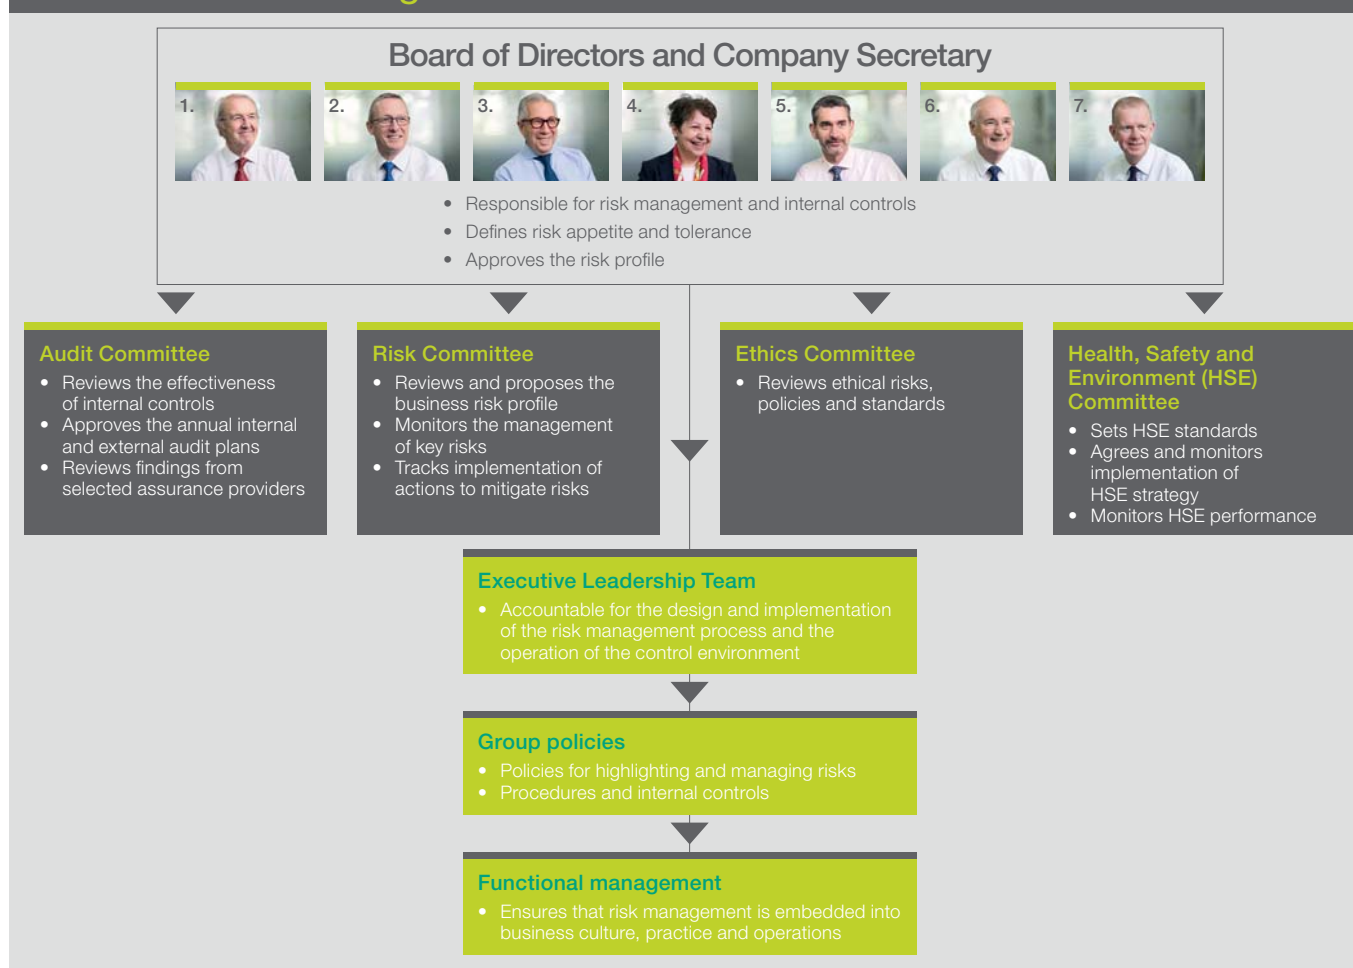 Board of Directors and Company Secretary
1.
2.
3.
4.
5.
6.
7.
• Responsible for risk management and internal controls
• Defines risk appetite and tolerance
• Approves the risk profile
Audit Committee
• Reviews the effectiveness
of internal controls
• Approves the annual internal
and external audit plans
• Reviews findings from
selected assurance providers
Risk Committee
• Reviews and proposes the
business risk profile
• Monitors the management
of key risks
• Tracks implementation of
actions to mitigate risks
Ethics Committee
• Reviews ethical risks,
policies and standards
Health, Safety and
Environment (HSE)
Committee
• Sets HSE standards
• Agrees and monitors
implementation of
HSE strategy
• Monitors HSE performance
Executive Leadership Team
• Accountable for the design and implementation
of the risk management process and the
operation of the control environment
Group policies
• Policies for highlighting and managing risks
• Procedures and internal controls
Functional management
• Ensures that risk management is embedded into
business culture, practice and operations